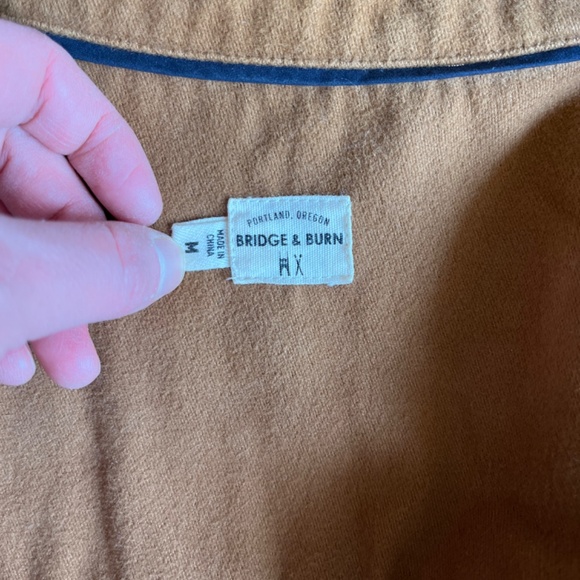 PORTLAND, OREGON
BRIDGE & BURN
MADE IN
CHINA
M